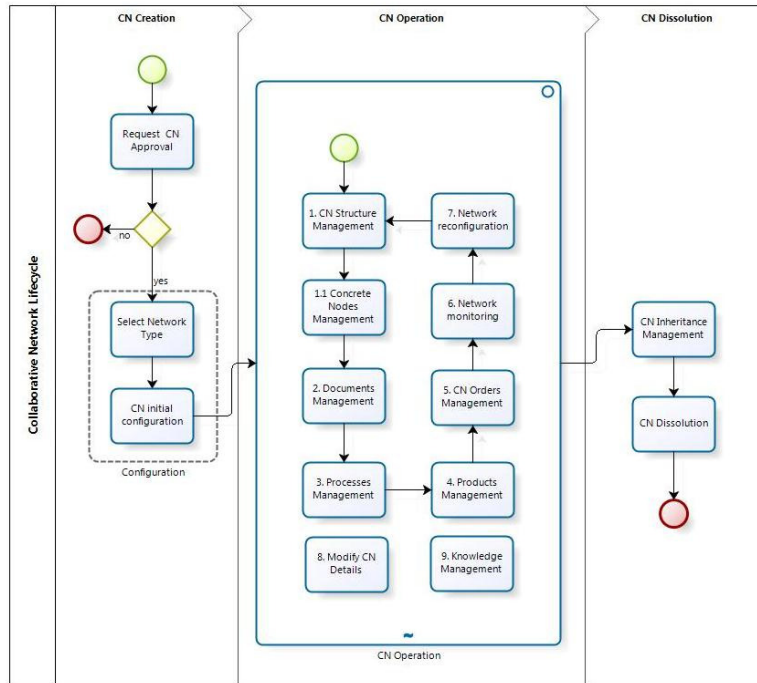 CN Creation
CN Operation
CN Dissolution
Collaborative Network Lifecycle
Request CN
Approval
no
yes
Select Network
Type
CN initial
configuration
Configuration
1. CN Structure
Management
1.1 Concrete
Nodes
Management
2. Documents
Management
3. Processes
Management
4. Products
Management
5. CN Orders
Management
6. Network
monitoring
7. Network
reconfiguration
8. Modify CN
Details
9. Knowledge
Management
CN Operation
CN Inheritance
Management
CN Dissolution